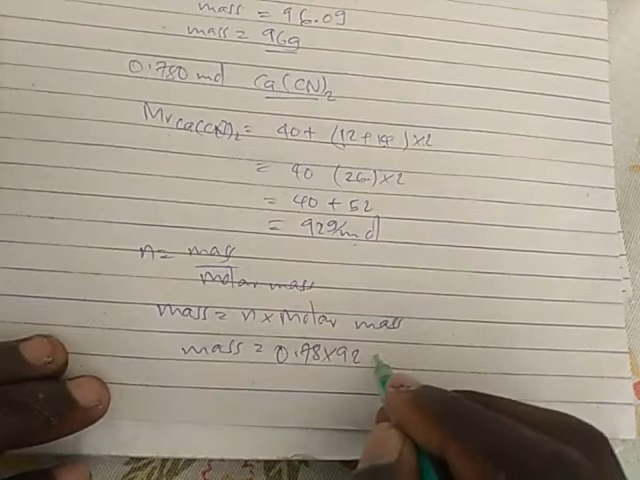 mass = 96.09
mass = 96g
0.780 mol Ca(CN)2
Mr Ca(CN)2 = 40+ (12+14)×2
= 40 (26)×2
= 40 + 52
= 92g/mol
n = mass
molar mass
mass = n × molar mass
mass = 0.78×92